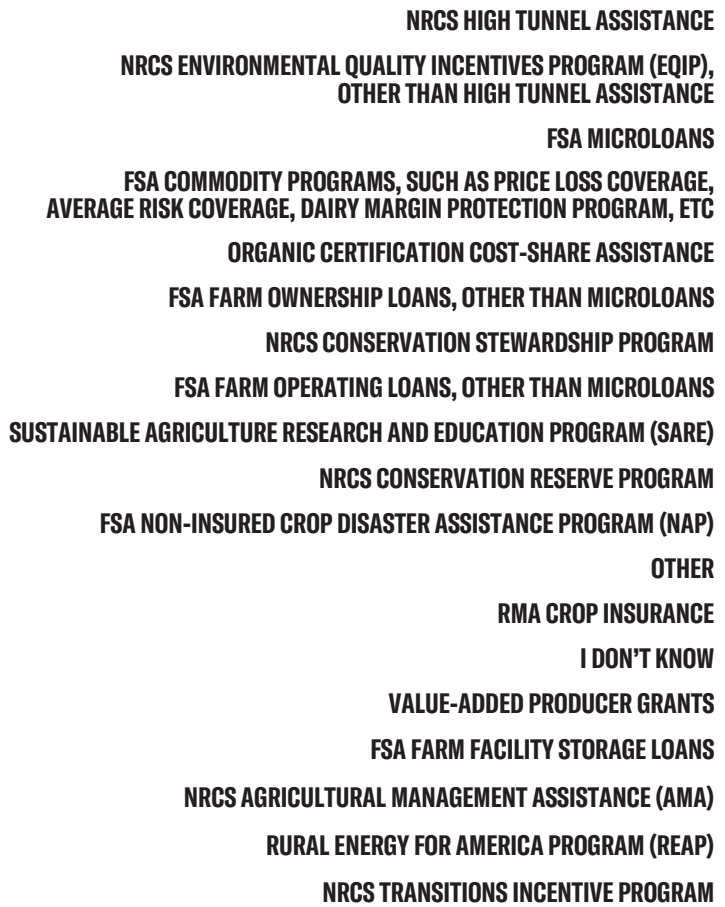 NRCS HIGH TUNNEL ASSISTANCE
NRCS ENVIRONMENTAL QUALITY INCENTIVES PROGRAM (EQIP),
OTHER THAN HIGH TUNNEL ASSISTANCE
FSA MICROLOANS
FSA COMMODITY PROGRAMS, SUCH AS PRICE LOSS COVERAGE,
AVERAGE RISK COVERAGE, DAIRY MARGIN PROTECTION PROGRAM, ETC
ORGANIC CERTIFICATION COST-SHARE ASSISTANCE
FSA FARM OWNERSHIP LOANS, OTHER THAN MICROLOANS
NRCS CONSERVATION STEWARDSHIP PROGRAM
FSA FARM OPERATING LOANS, OTHER THAN MICROLOANS
SUSTAINABLE AGRICULTURE RESEARCH AND EDUCATION PROGRAM (SARE)
NRCS CONSERVATION RESERVE PROGRAM
FSA NON-INSURED CROP DISASTER ASSISTANCE PROGRAM (NAP)
OTHER
RMA CROP INSURANCE
I DON’T KNOW
VALUE-ADDED PRODUCER GRANTS
FSA FARM FACILITY STORAGE LOANS
NRCS AGRICULTURAL MANAGEMENT ASSISTANCE (AMA)
RURAL ENERGY FOR AMERICA PROGRAM (REAP)
NRCS TRANSITIONS INCENTIVE PROGRAM